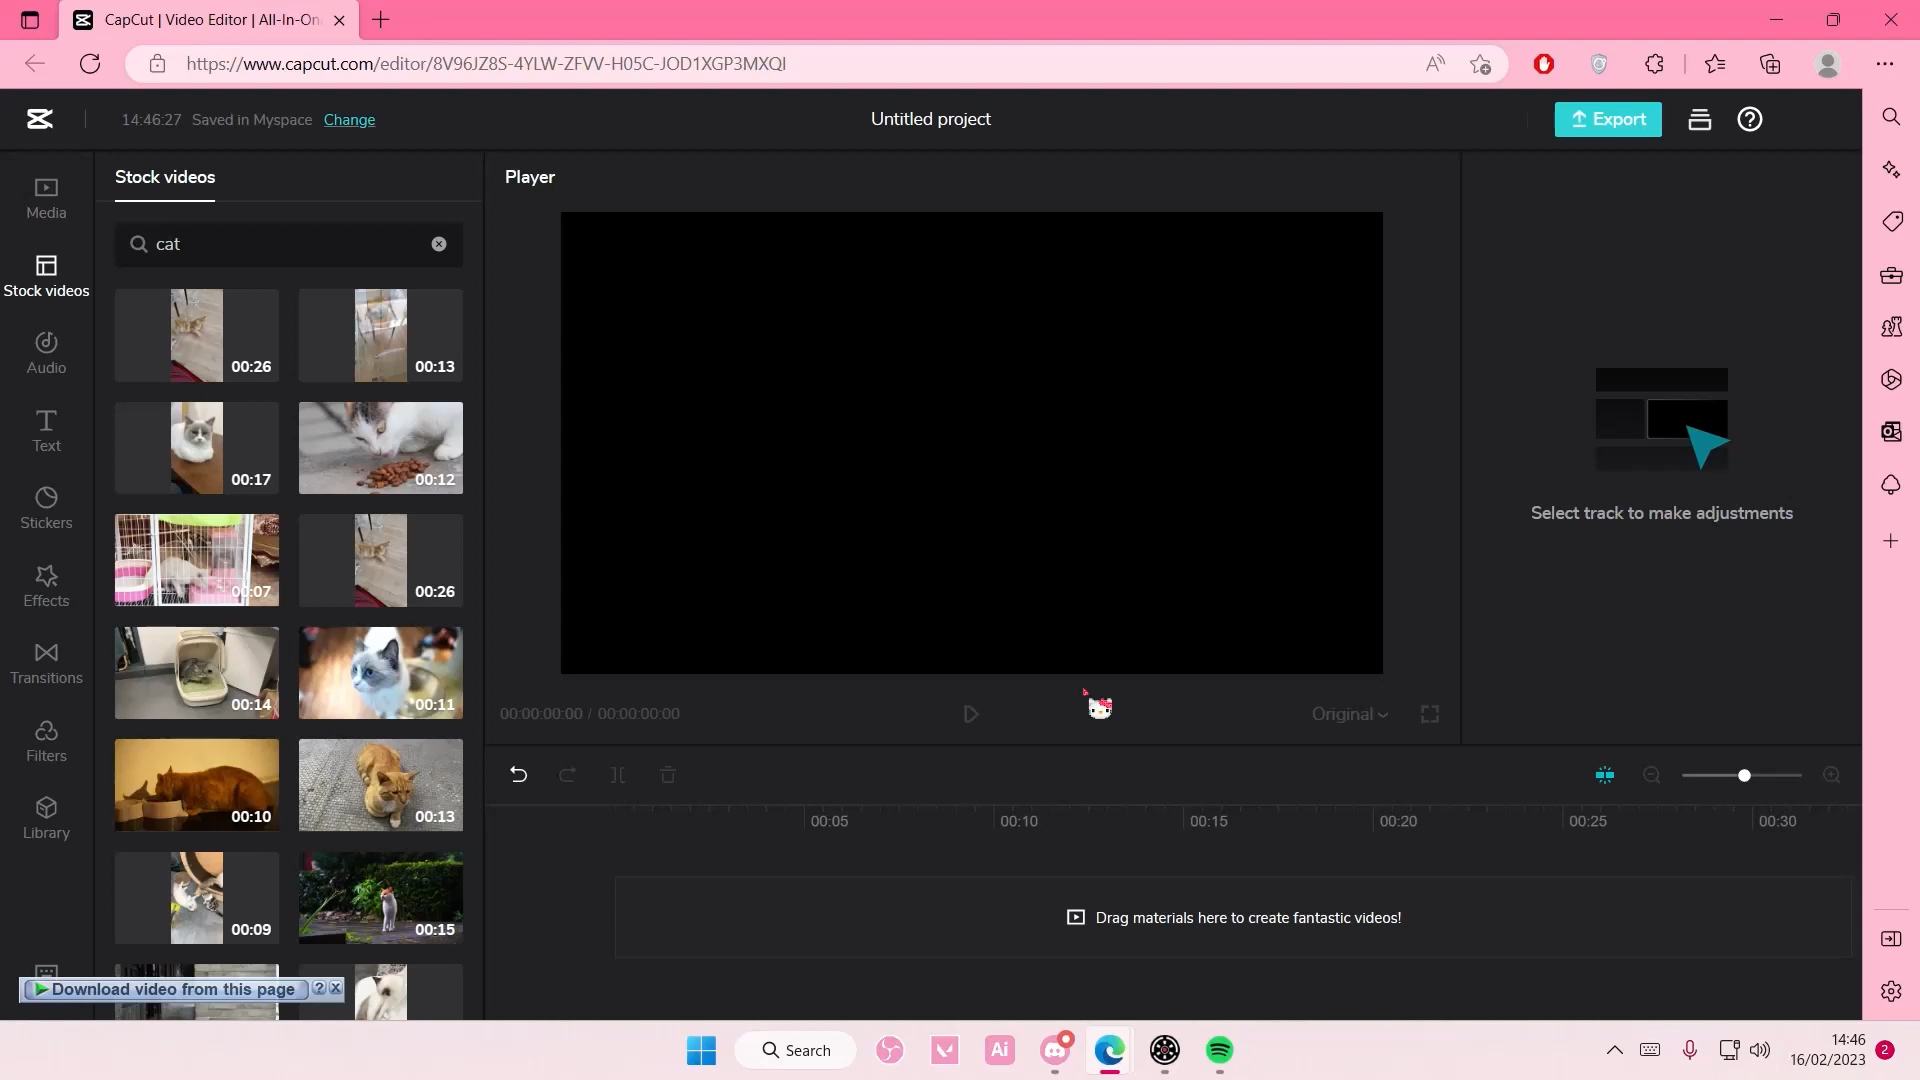 CapCut | Video Editor | All-In-On
https://www.capcut.com/editor/8V96JZ8S-4YLW-ZFVV-H05C-JOD1XGP3MXQI
14:46:27 Saved in Myspace Change
Untitled project
Export
Media
Stock videos
Audio
Text
Stickers
Effects
Transitions
Filters
Library
Stock videos
cat
00:26
00:13
00:17
00:12
00:07
00:26
00:14
00:11
00:10
00:13
00:09
00:15
Download video from this page
Player
00:00:00:00 / 00:00:00:00
Original
Select track to make adjustments
00:05 00:10 00:15 00:20 00:25 00:30
Drag materials here to create fantastic videos!
Search
Ai
14:46
16/02/2023
2